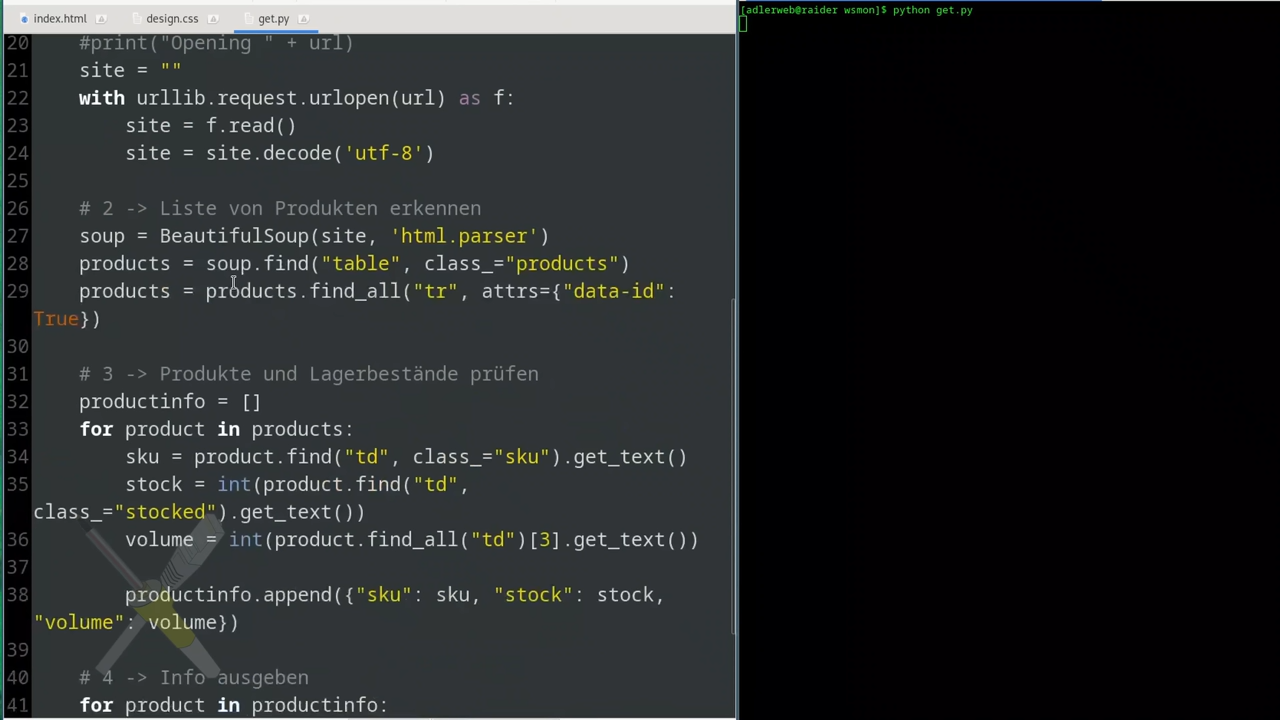 index.html
design.css
get.py
20     #print("Opening " + url)
21     site = ""
22     with urllib.request.urlopen(url) as f:
23         site = f.read()
24         site = site.decode('utf-8')
25
26     # 2 -> Liste von Produkten erkennen
27     soup = BeautifulSoup(site, 'html.parser')
28     products = soup.find("table", class_="products")
29     products = products.find_all("tr", attrs={"data-id":
True})
30
31     # 3 -> Produkte und Lagerbestände prüfen
32     productinfo = []
33     for product in products:
34         sku = product.find("td", class_="sku").get_text()
35         stock = int(product.find("td",
class_="stocked").get_text())
36         volume = int(product.find_all("td")[3].get_text())
37
38         productinfo.append({"sku": sku, "stock": stock,
"volume": volume})
39
40     # 4 -> Info ausgeben
41     for product in productinfo:
[adlerweb@raider wsmon]$ python get.py